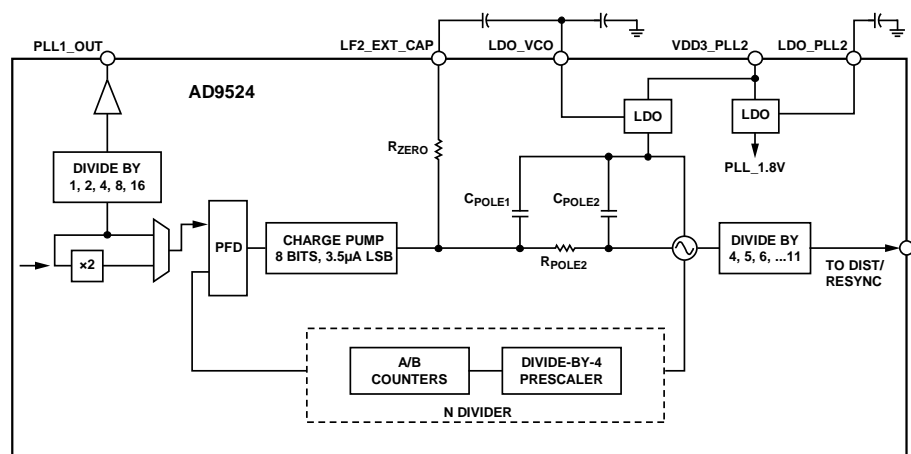 PLL1_OUT
LF2_EXT_CAP
LDO_VCO
VDD3_PLL2
LDO_PLL2
AD9524
LDO
LDO
PLL_1.8V
DIVIDE BY
1, 2, 4, 8, 16
RZERO
CPOLE1
CPOLE2
×2
PFD
CHARGE PUMP
8 BITS, 3.5µA LSB
RPOLE2
DIVIDE BY
4, 5, 6, ...11
TO DIST/
RESYNC
A/B
COUNTERS
DIVIDE-BY-4
PRESCALER
N DIVIDER